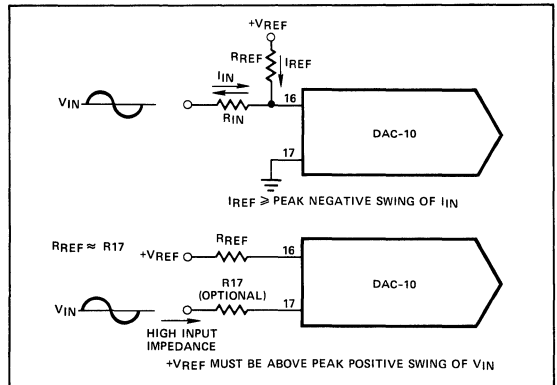 +VREF
RREF
IREF
IIN
VIN
RIN
16
DAC-10
17
IREF ⩾ PEAK NEGATIVE SWING OF IIN
RREF ≈ R17
+VREF
RREF
16
DAC-10
R17
(OPTIONAL)
VIN
17
HIGH INPUT
IMPEDANCE
+VREF MUST BE ABOVE PEAK POSITIVE SWING OF VIN